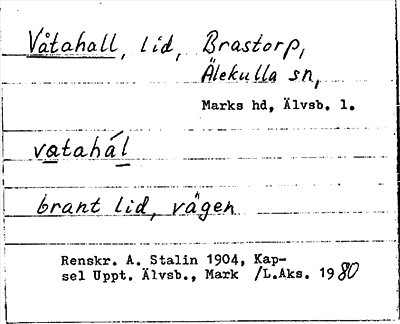 Våtahall, lid, Brastorp,
Älekulla sn,
Marks hd, Älvsb. l.
vatahál
brant lid, vägen
Renskr. A. Stalin 1904, Kap-
sel Uppt. Älvsb., Mark /L.Aks. 1980